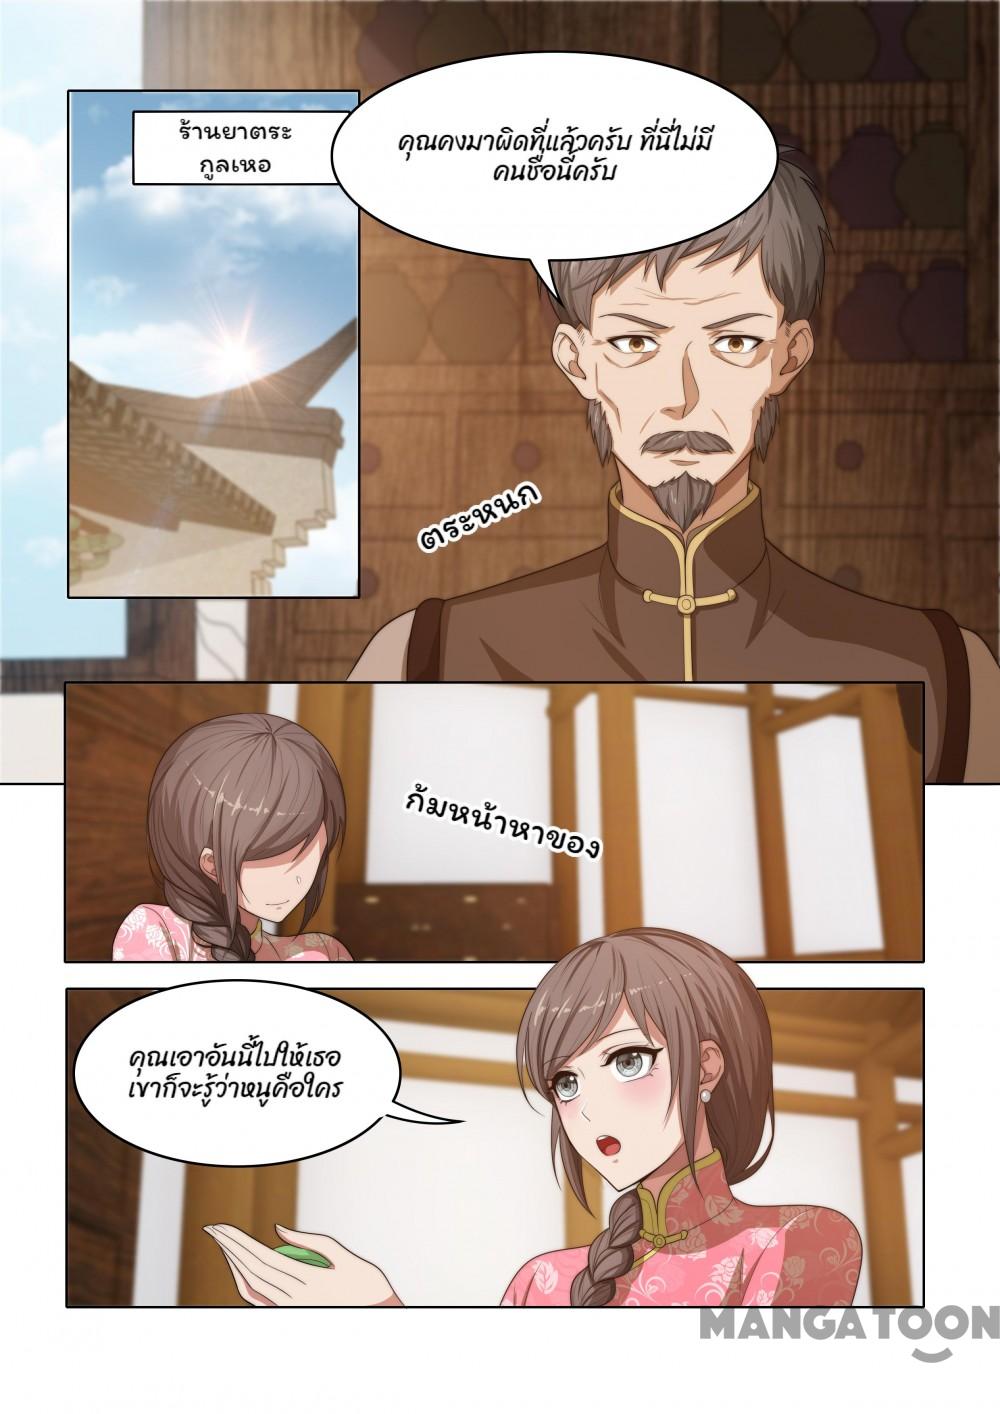 ร้านยาตระ
กูลเหอ
คุณคงมาผิดที่แล้วครับ ที่นี่ไม่มี
คนชื่อนี้ครับ
ตระหนก
ก้มหน้าหาของ
คุณเอาอันนี้ไปให้เธอ
เขาก็จะรู้ว่าหนูคือใคร
MANGATOON